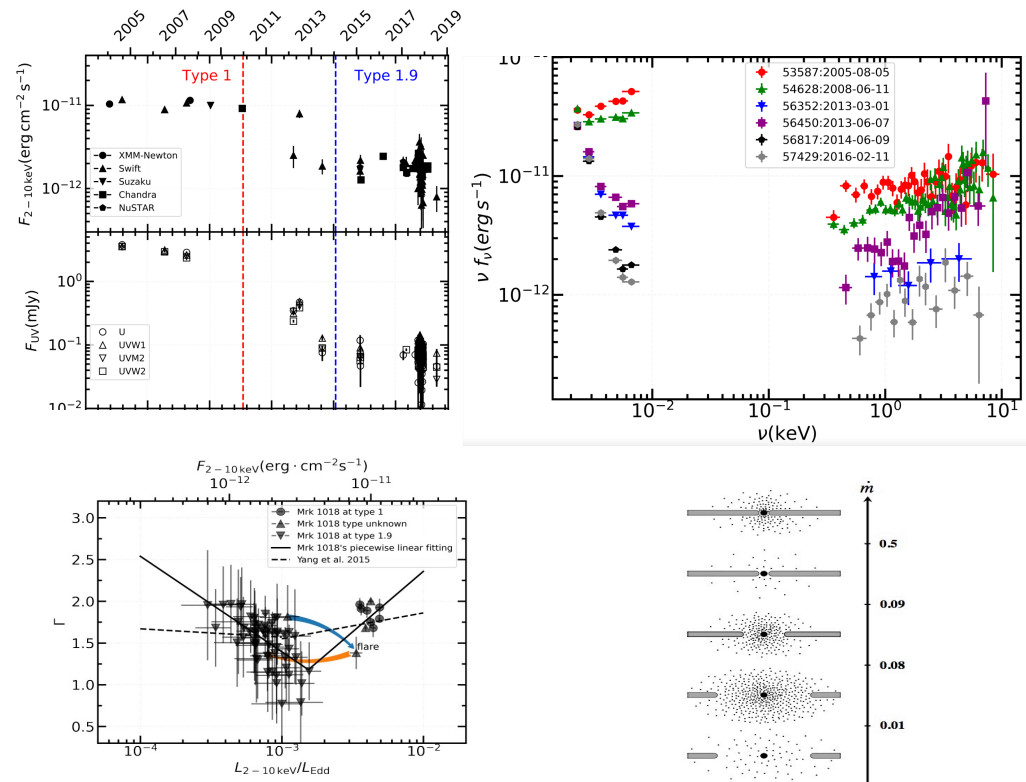 2005 2007 2009 2011 2013 2015 2017 2019
Type 1
Type 1.9
F2−10 keV(erg cm−2 s−1)
10−11
10−12
XMM-Newton
Swift
Suzaku
Chandra
NuSTAR
FUV(mJy)
10^0
10−1
10−2
U
UVW1
UVM2
UVW2
ν fν(erg s−1)
10−11
10−12
53587:2005-08-05
54628:2008-06-11
56352:2013-03-01
56450:2013-06-07
56817:2014-06-09
57429:2016-02-11
10−2 10−1 10^0 10^1
ν(keV)
F2−10 keV(erg · cm−2s−1)
10−12 10−11
Γ
3.0
2.5
2.0
1.5
1.0
0.5
Mrk 1018 at type 1
Mrk 1018 type unknown
Mrk 1018 at type 1.9
Mrk 1018's piecewise linear fitting
Yang et al. 2015
flare
10−4 10−3 10−2
L2−10 keV/LEdd
ṁ
0.5
0.09
0.08
0.01